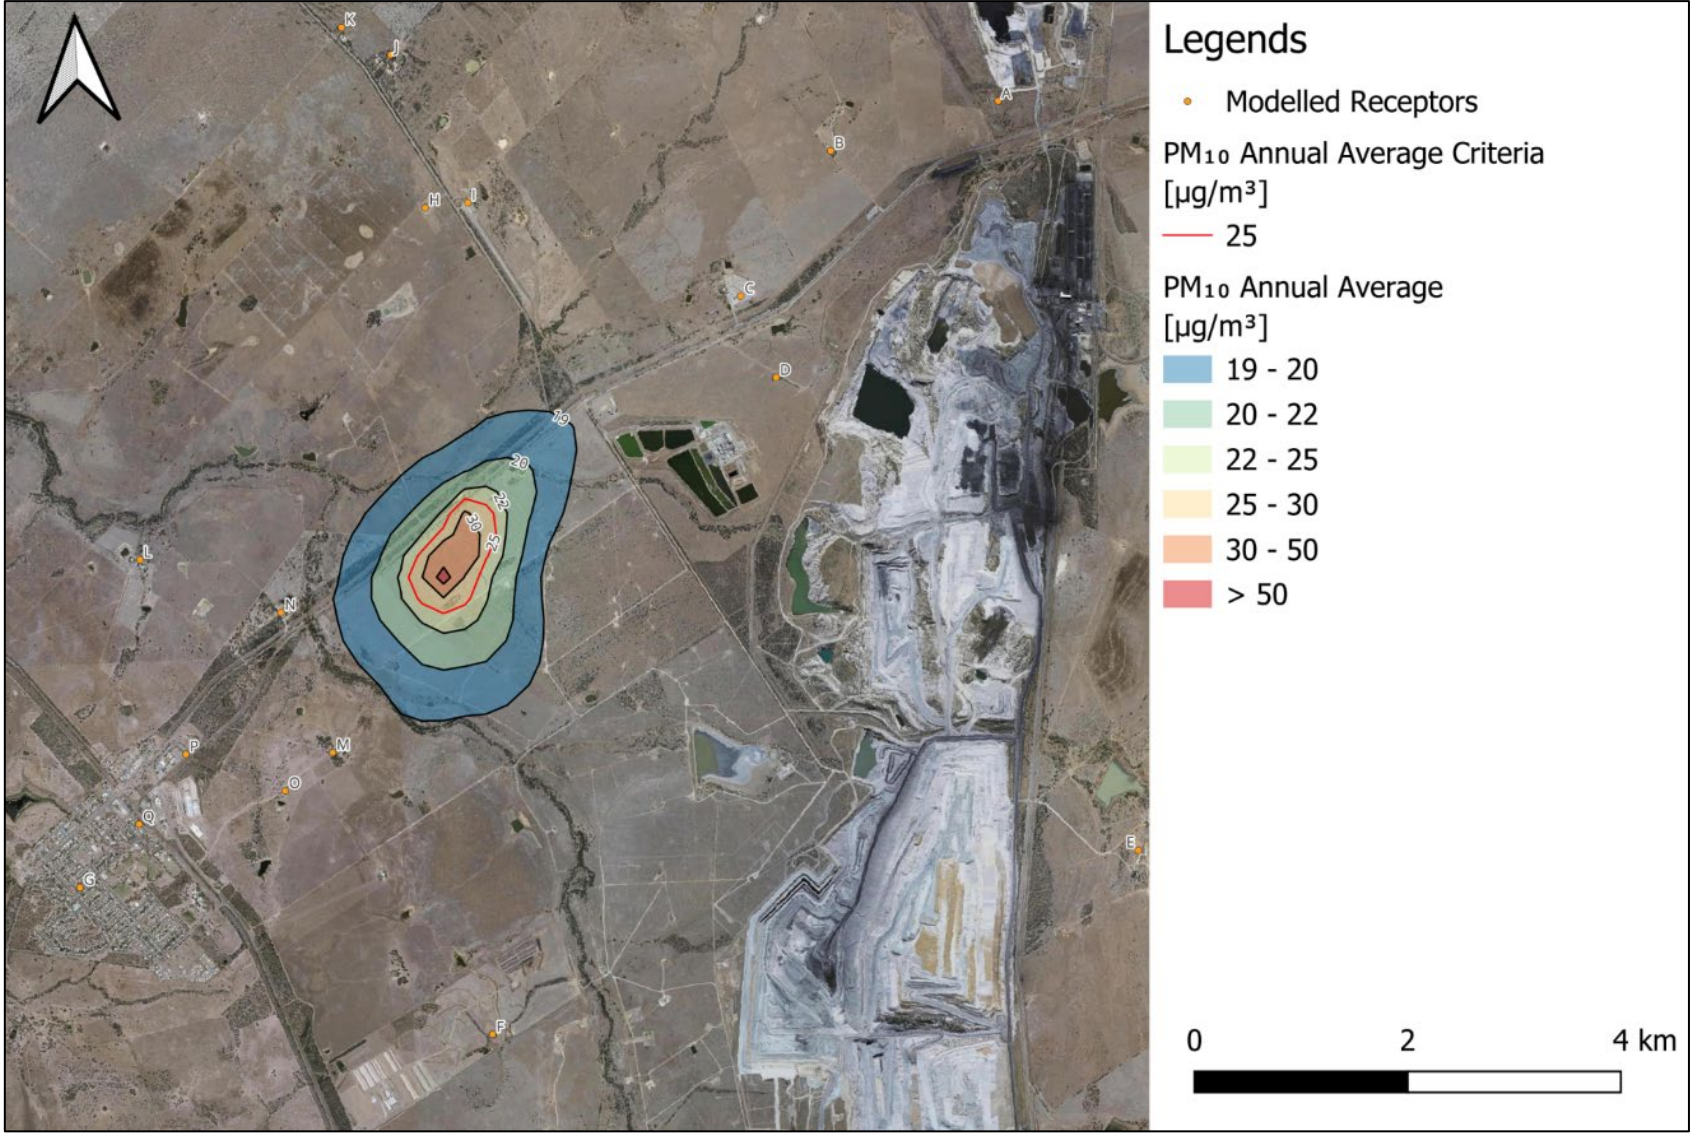 Legends
Modelled Receptors
PM₁₀ Annual Average Criteria
[µg/m³]
25
PM₁₀ Annual Average
[µg/m³]
19 - 20
20 - 22
22 - 25
25 - 30
30 - 50
> 50
0 2 4 km
K
J
A
B
H
I
C
D
19
20
22
30
25
L
N
P
M
O
Q
E
G
F